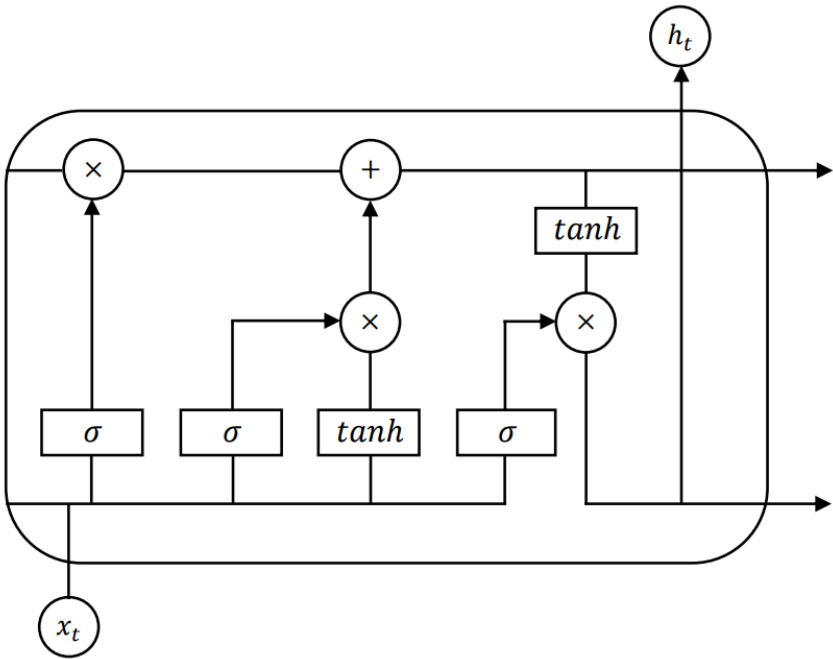 h_t
× +
tanh
× ×
σ σ tanh σ
x_t